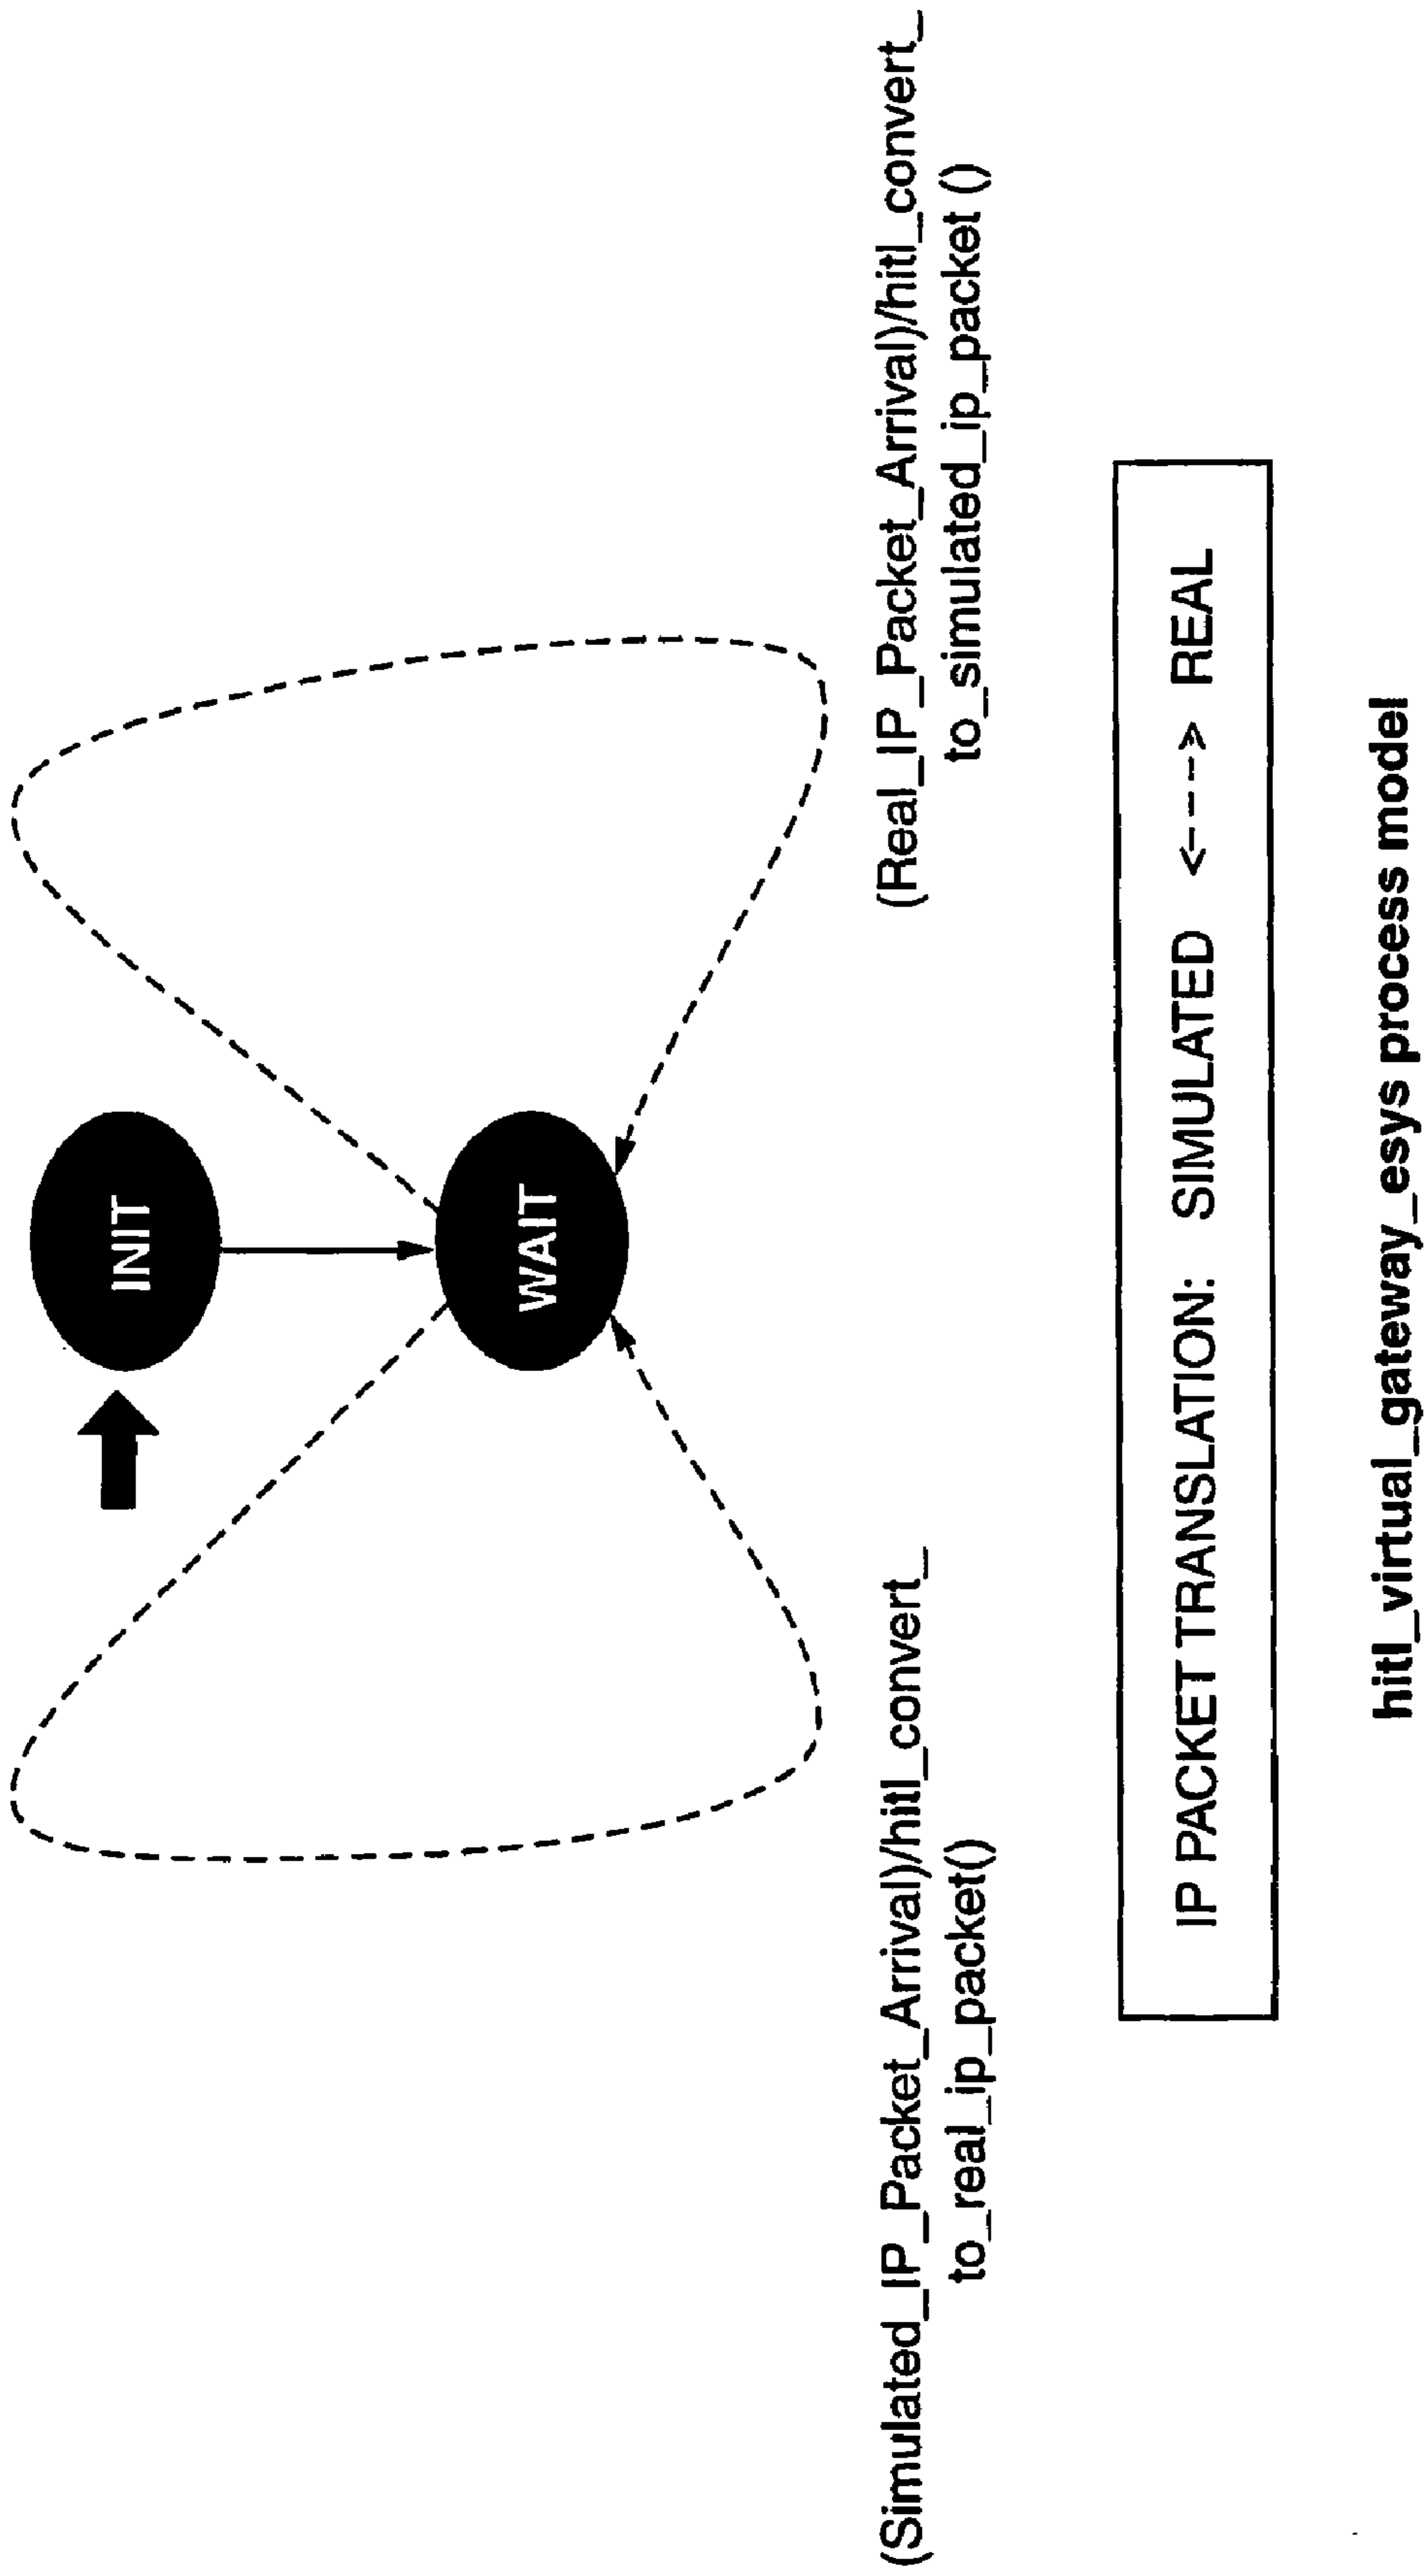 INIT
WAIT
(Simulated_IP_Packet_Arrival)/hitl_convert_
to_real_ip_packet()
(Real_IP_Packet_Arrival)/hitl_convert_
to_simulated_ip_packet ()
IP PACKET TRANSLATION: SIMULATED <---> REAL
hitl_virtual_gateway_esys process model